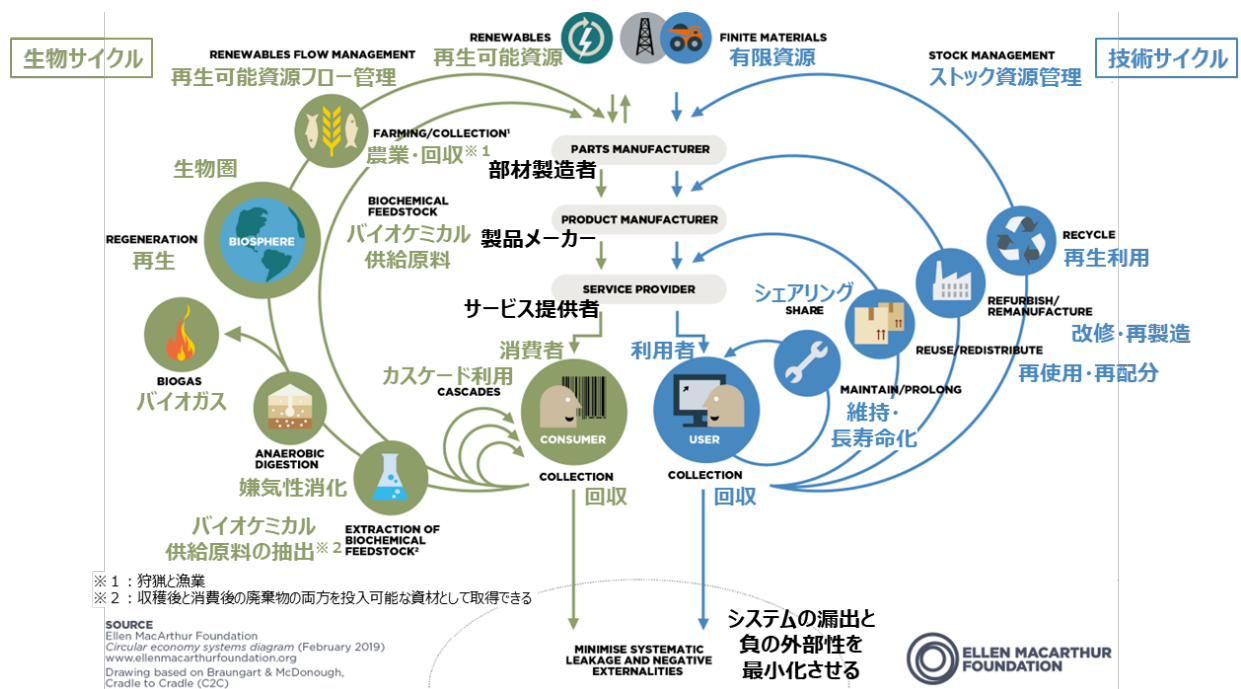 生物サイクル
RENEWABLES FLOW MANAGEMENT
再生可能資源フロー管理
RENEWABLES
再生可能資源
FINITE MATERIALS
有限資源
STOCK MANAGEMENT
ストック資源管理
技術サイクル
FARMING/COLLECTION¹
農業・回収※1
PARTS MANUFACTURER
部材製造者
生物圏
BIOSPHERE
REGENERATION
再生
BIOCHEMICAL
FEEDSTOCK
バイオケミカル
供給原料
PRODUCT MANUFACTURER
製品メーカー
RECYCLE
再生利用
SERVICE PROVIDER
サービス提供者
シェアリング
SHARE
REFURBISH/
REMANUFACTURE
改修・再製造
REUSE/REDISTRIBUTE
再使用・再配分
消費者
利用者
BIOGAS
バイオガス
カスケード利用
CASCADES
MAINTAIN/PROLONG
維持・
長寿命化
CONSUMER
USER
ANAEROBIC
DIGESTION
嫌気性消化
COLLECTION
回収
COLLECTION
回収
バイオケミカル
供給原料の抽出※2
EXTRACTION OF
BIOCHEMICAL
FEEDSTOCK²
※1:狩猟と漁業
※2:収穫後と消費後の廃棄物の両方を投入可能な資材として取得できる
SOURCE
Ellen MacArthur Foundation
Circular economy systems diagram (February 2019)
www.ellenmacarthurfoundation.org
Drawing based on Braungart & McDonough,
Cradle to Cradle (C2C)
MINIMISE SYSTEMATIC
LEAKAGE AND NEGATIVE
EXTERNALITIES
システムの漏出と
負の外部性を
最小化させる
ELLEN MACARTHUR
FOUNDATION